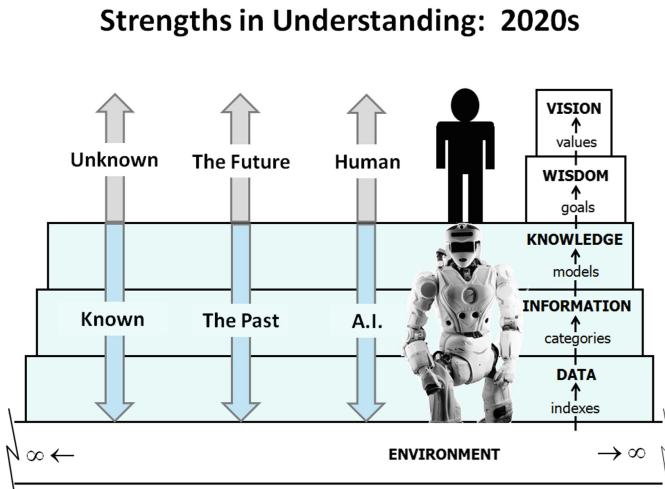 Strengths in Understanding: 2020s
VISION
values
Unknown
The Future
Human
WISDOM
goals
KNOWLEDGE
models
Known
The Past
A.I.
INFORMATION
categories
DATA
indexes
∞ ← ENVIRONMENT → ∞